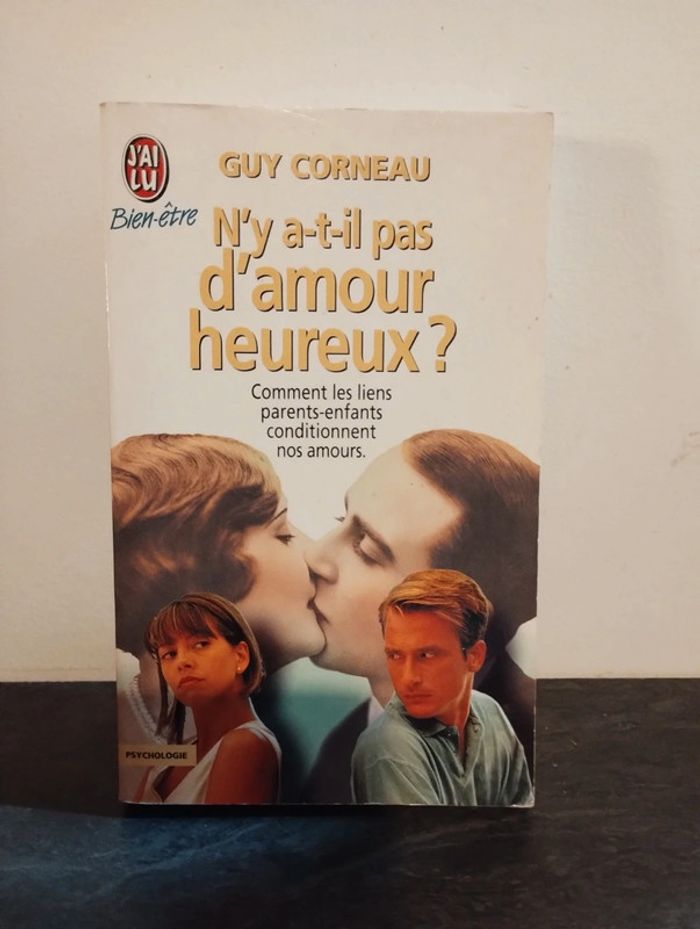 J'AI
LU
Bien-être
GUY CORNEAU
N'y a-t-il pas
d'amour
heureux ?
Comment les liens
parents-enfants
conditionnent
nos amours.
PSYCHOLOGIE